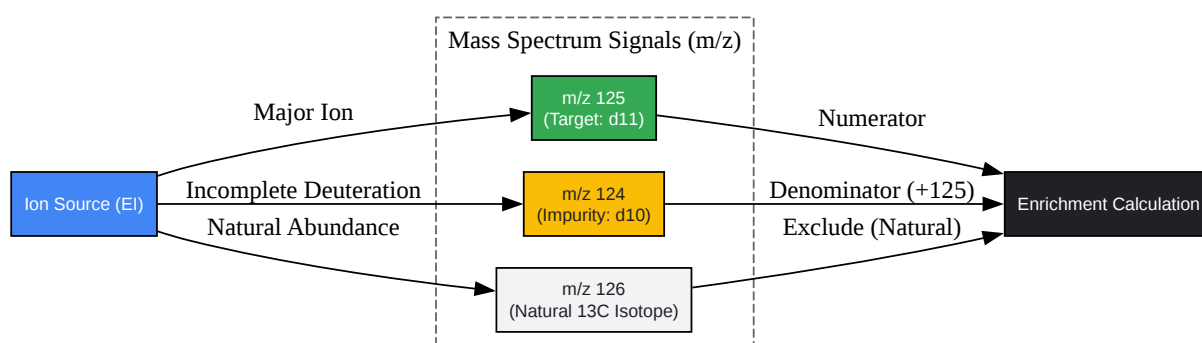 Mass Spectrum Signals (m/z)
Major Ion
m/z 125
(Target: d11)
Numerator
Ion Source (EI)
Incomplete Deuteration
m/z 124
(Impurity: d10)
Denominator (+125)
Enrichment Calculation
Natural Abundance
Exclude (Natural)
m/z 126
(Natural 13C Isotope)